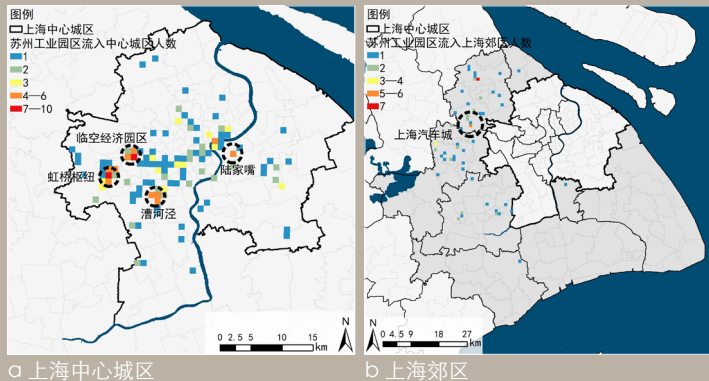 图例
上海中心城区
苏州工业园区流入中心城区人数
1
2
3
4—6
7—10
临空经济园区
虹桥枢纽
漕河泾
陆家嘴
0 2.5 5 10 15
km
N
a 上海中心城区
图例
上海中心城区
苏州工业园区流入上海郊区人数
1
2
3—4
5—6
7
上海汽车城
0 4.5 9 18 27
km
N
b 上海郊区